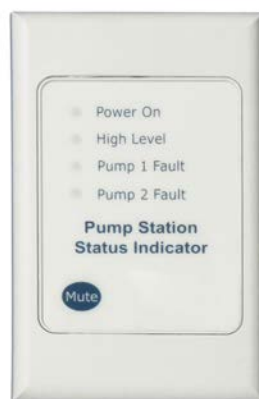 Power On
High Level
Pump 1 Fault
Pump 2 Fault
Pump Station
Status Indicator
Mute